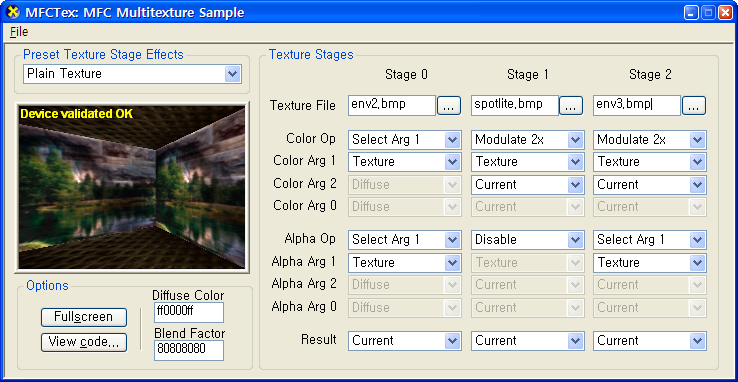 MFCTex: MFC Multitexture Sample
File
Preset Texture Stage Effects
Plain Texture
Device validated OK
Options
Fullscreen
View code...
Diffuse Color
ff0000ff
Blend Factor
80808080
Texture Stages
Stage 0 Stage 1 Stage 2
Texture File env2.bmp ... spotlite.bmp ... env3.bmp ...
Color Op Select Arg 1 Modulate 2x Modulate 2x
Color Arg 1 Texture Texture Texture
Color Arg 2 Diffuse Current Current
Color Arg 0 Current Current Current
Alpha Op Select Arg 1 Disable Select Arg 1
Alpha Arg 1 Texture Texture Texture
Alpha Arg 2 Diffuse Current Current
Alpha Arg 0 Diffuse Current Current
Result Current Current Current